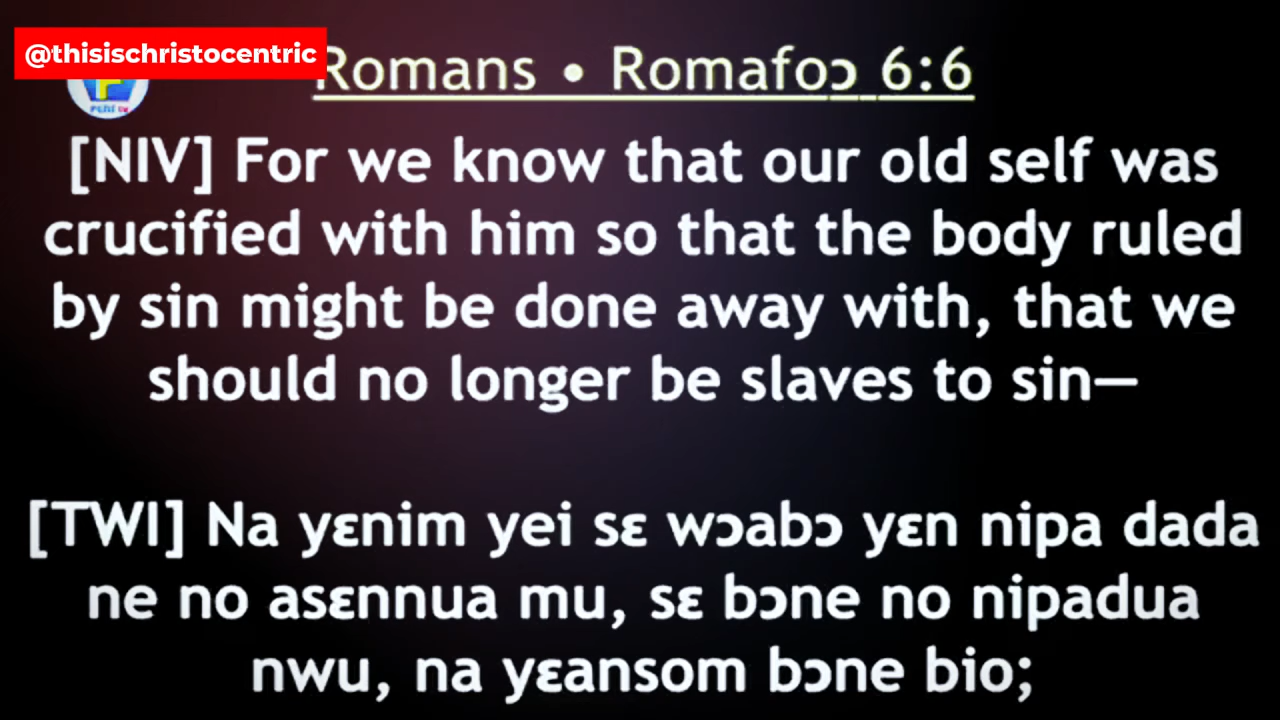 @thisischristocentric
Romans • Romafoɔ 6:6
[NIV] For we know that our old self was
crucified with him so that the body ruled
by sin might be done away with, that we
should no longer be slaves to sin—
[TWI] Na yɛnim yei sɛ wɔabɔ yɛn nipa dada
ne no asɛnnua mu, sɛ bɔne no nipadua
nwu, na yɛansom bɔne bio;